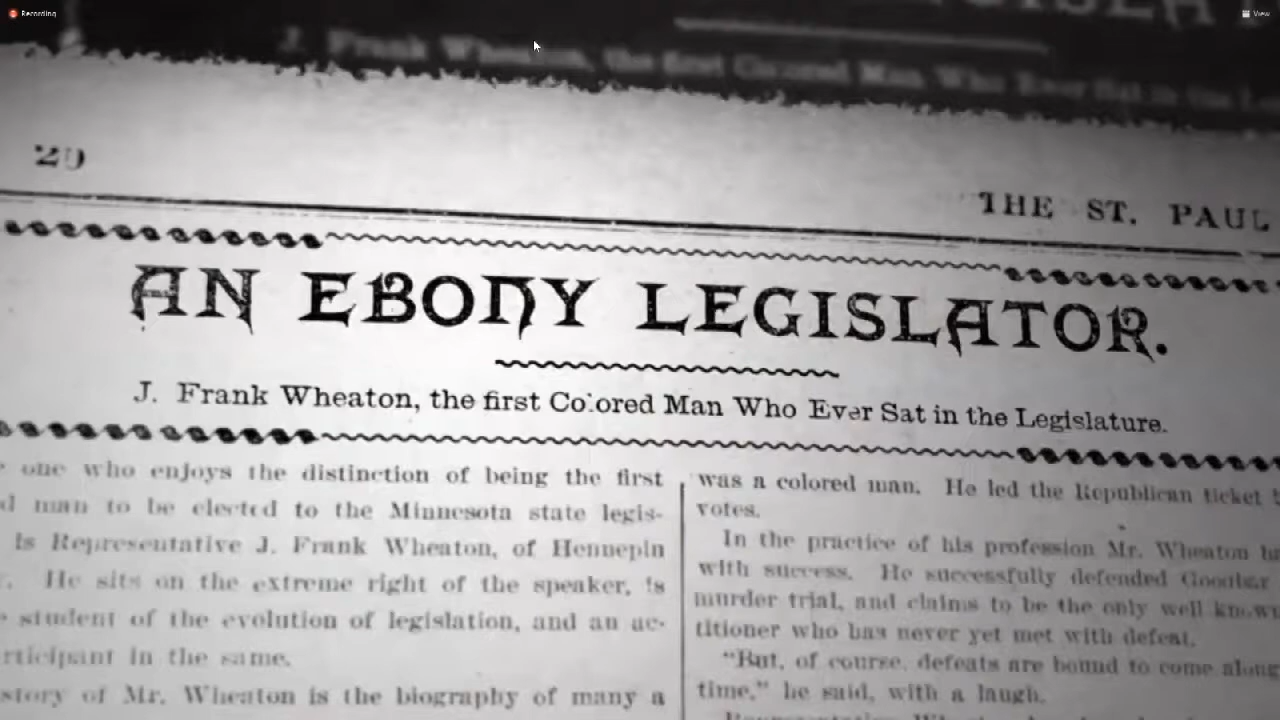 Recording
View
J. Frank Wheaton, the first Colored Man Who Ever Sat in the
20
THE ST. PAUL
AN EBONY LEGISLATOR.
J. Frank Wheaton, the first Colored Man Who Ever Sat in the Legislature.
one who enjoys the distinction of being the first
man to be elected to the Minnesota state legis-
is Representative J. Frank Wheaton, of Hennepin
He sits on the extreme right of the speaker, is
student of the evolution of legislation, and an ac-
rticipant in the same.
story of Mr. Wheaton is the biography of many a
was a colored man. He led the Republican ticket
votes.
In the practice of his profession Mr. Wheaton
with success. He successfully defended
murder trial, and claims to be the only well know
titioner who has never yet met with defeat.
"But, of course, defeats are bound to come along
time," he said, with a laugh.